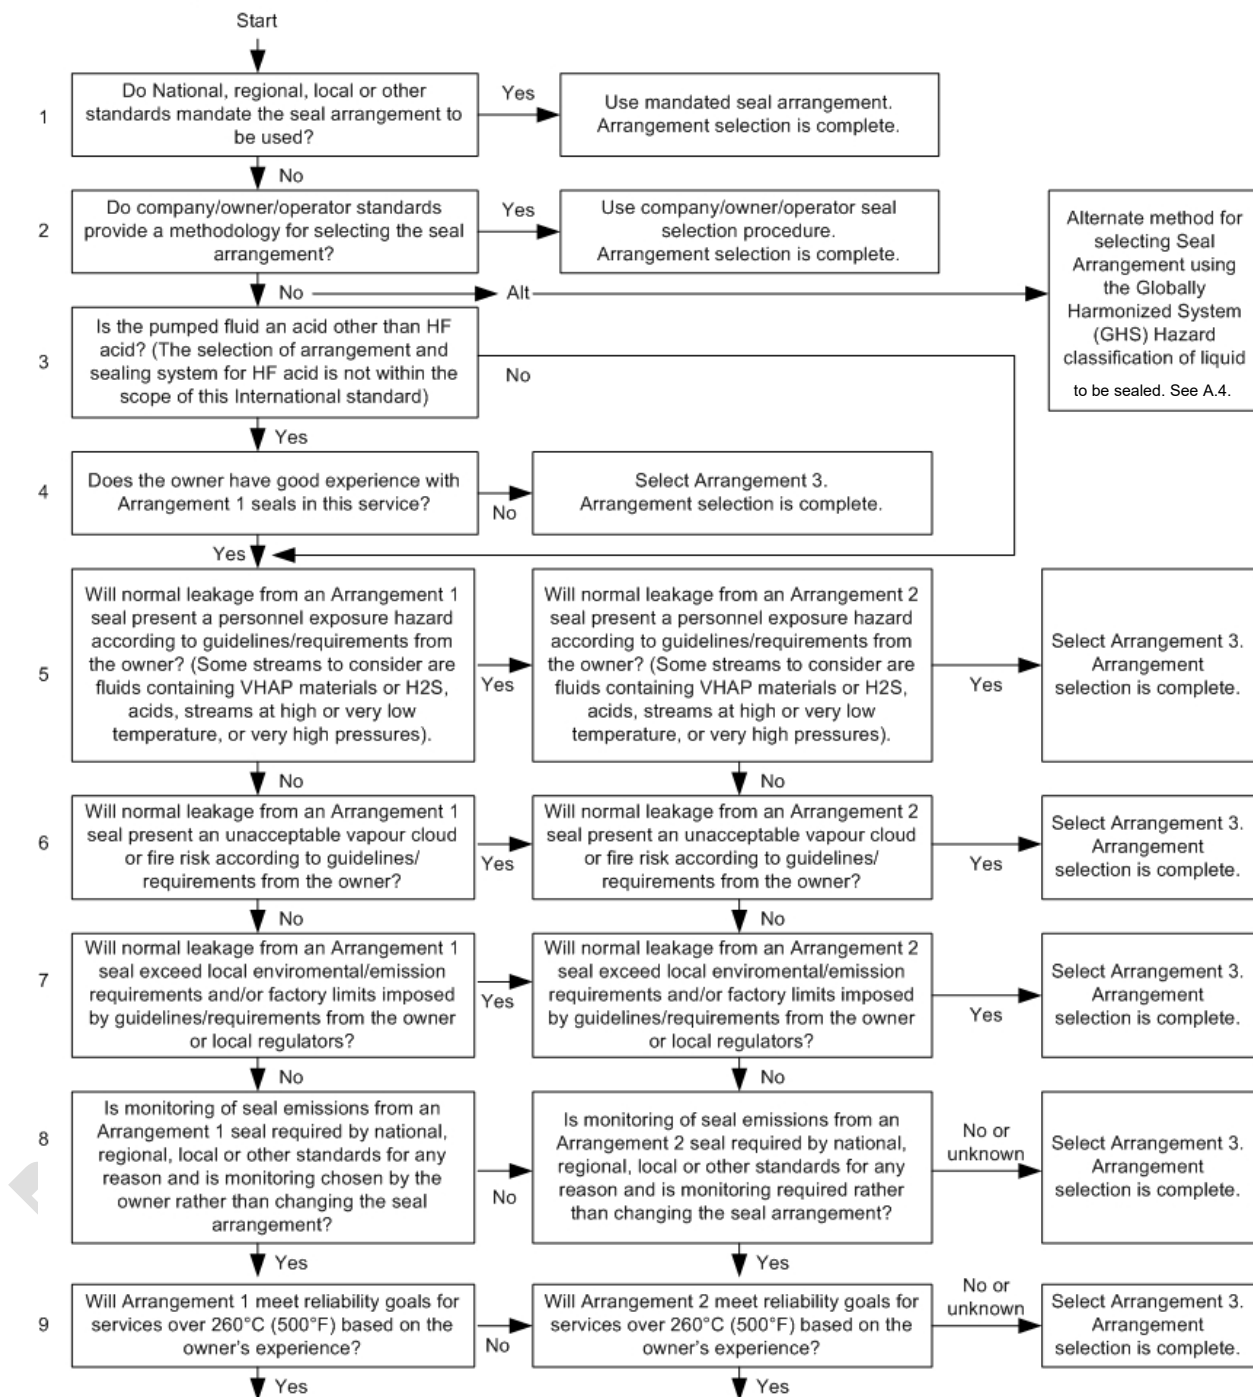 Start
1
Do National, regional, local or other
standards mandate the seal arrangement to
be used?
Yes
Use mandated seal arrangement.
Arrangement selection is complete.
No
2
Do company/owner/operator standards
provide a methodology for selecting the seal
arrangement?
Yes
Use company/owner/operator seal
selection procedure.
Arrangement selection is complete.
Alternate method for
selecting Seal
Arrangement using
the Globally
Harmonized System
(GHS) Hazard
classification of liquid
to be sealed. See A.4.
No
Alt
3
Is the pumped fluid an acid other than HF
acid? (The selection of arrangement and
sealing system for HF acid is not within the
scope of this International standard)
No
Yes
4
Does the owner have good experience with
Arrangement 1 seals in this service?
No
Select Arrangement 3.
Arrangement selection is complete.
Yes
5
Will normal leakage from an Arrangement 1
seal present a personnel exposure hazard
according to guidelines/requirements from
the owner? (Some streams to consider are
fluids containing VHAP materials or H2S,
acids, streams at high or very low
temperature, or very high pressures).
Yes
Will normal leakage from an Arrangement 2
seal present a personnel exposure hazard
according to guidelines/requirements from
the owner? (Some streams to consider are
fluids containing VHAP materials or H2S,
acids, streams at high or very low
temperature, or very high pressures).
Yes
Select Arrangement 3.
Arrangement
selection is complete.
No
No
6
Will normal leakage from an Arrangement 1
seal present an unacceptable vapour cloud
or fire risk according to guidelines/
requirements from the owner?
Yes
Will normal leakage from an Arrangement 2
seal present an unacceptable vapour cloud
or fire risk according to guidelines/
requirements from the owner?
Yes
Select Arrangement 3.
Arrangement
selection is complete.
No
No
7
Will normal leakage from an Arrangement 1
seal exceed local enviromental/emission
requirements and/or factory limits imposed
by guidelines/requirements from the owner
or local regulators?
Yes
Will normal leakage from an Arrangement 2
seal exceed local enviromental/emission
requirements and/or factory limits imposed
by guidelines/requirements from the owner
or local regulators?
Yes
Select Arrangement 3.
Arrangement
selection is complete.
No
No
8
Is monitoring of seal emissions from an
Arrangement 1 seal required by national,
regional, local or other standards for any
reason and is monitoring chosen by the
owner rather than changing the seal
arrangement?
No
Is monitoring of seal emissions from an
Arrangement 2 seal required by national,
regional, local or other standards for any
reason and is monitoring required rather
than changing the seal arrangement?
No or
unknown
Select Arrangement 3.
Arrangement
selection is complete.
Yes
Yes
9
Will Arrangement 1 meet reliability goals for
services over 260°C (500°F) based on the
owner's experience?
No
Will Arrangement 2 meet reliability goals for
services over 260°C (500°F) based on the
owner's experience?
No or
unknown
Select Arrangement 3.
Arrangement
selection is complete.
Yes
Yes